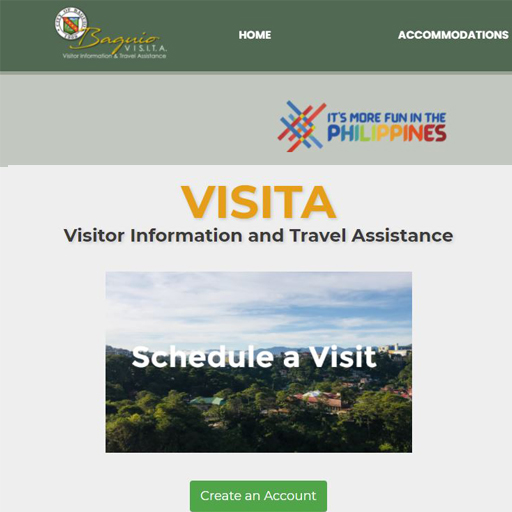 Baguio
V.I.S.I.T.A.
Visitor Information & Travel Assistance
HOME
ACCOMMODATIONS
IT'S MORE FUN IN THE
PHILIPPINES
VISITA
Visitor Information and Travel Assistance
Schedule a Visit
Create an Account